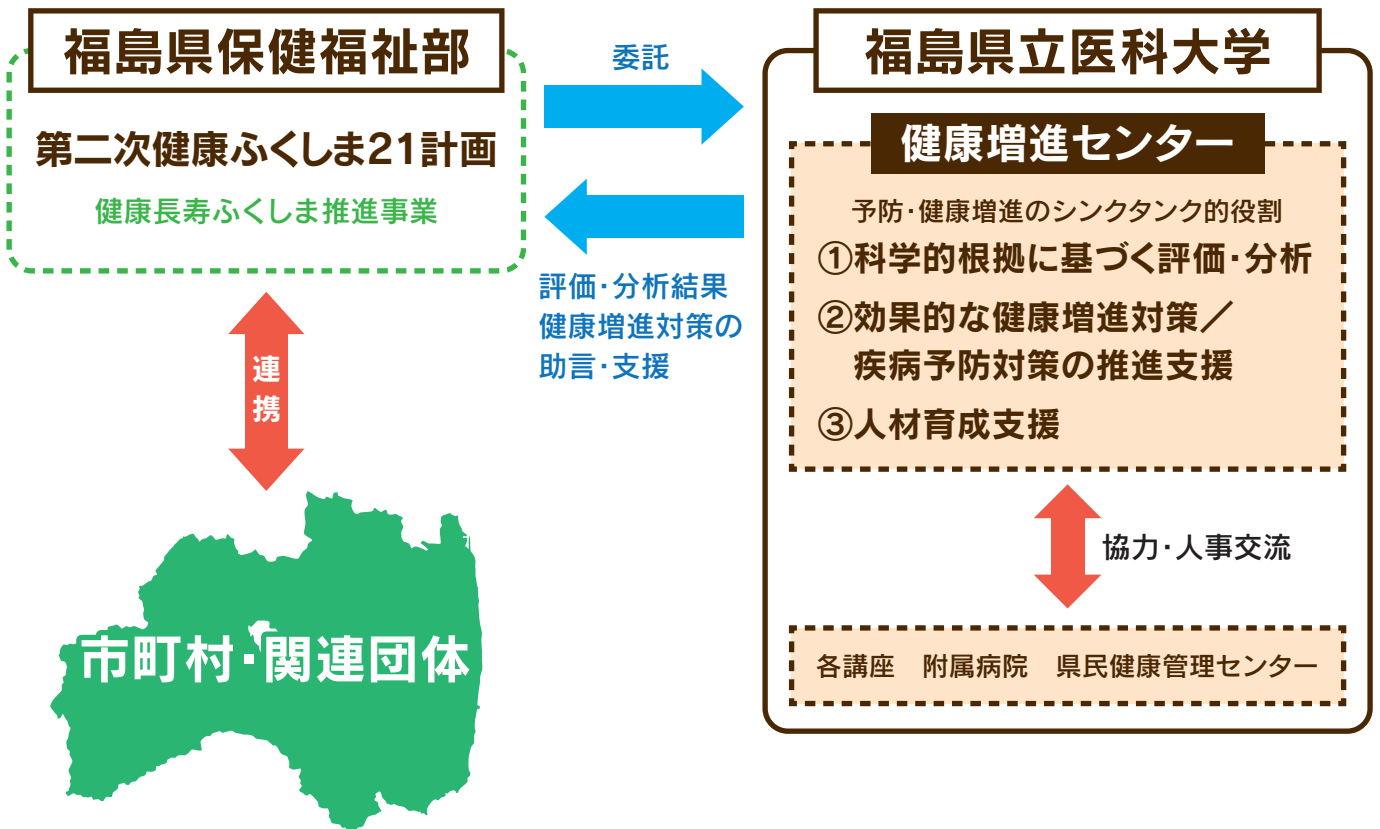 福島県保健福祉部
第二次健康ふくしま21計画
健康長寿ふくしま推進事業
委託
評価・分析結果
健康増進対策の
助言・支援
連携
市町村・関連団体
福島県立医科大学
健康増進センター
予防・健康増進のシンクタンク的役割
①科学的根拠に基づく評価・分析
②効果的な健康増進対策／
疾病予防対策の推進支援
③人材育成支援
協力・人事交流
各講座　附属病院　県民健康管理センター